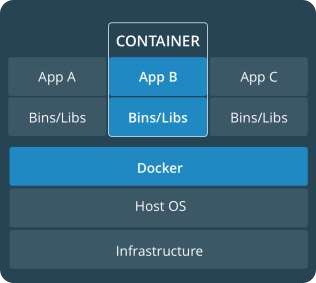 CONTAINER
App A App B App C
Bins/Libs Bins/Libs Bins/Libs
Docker
Host OS
Infrastructure